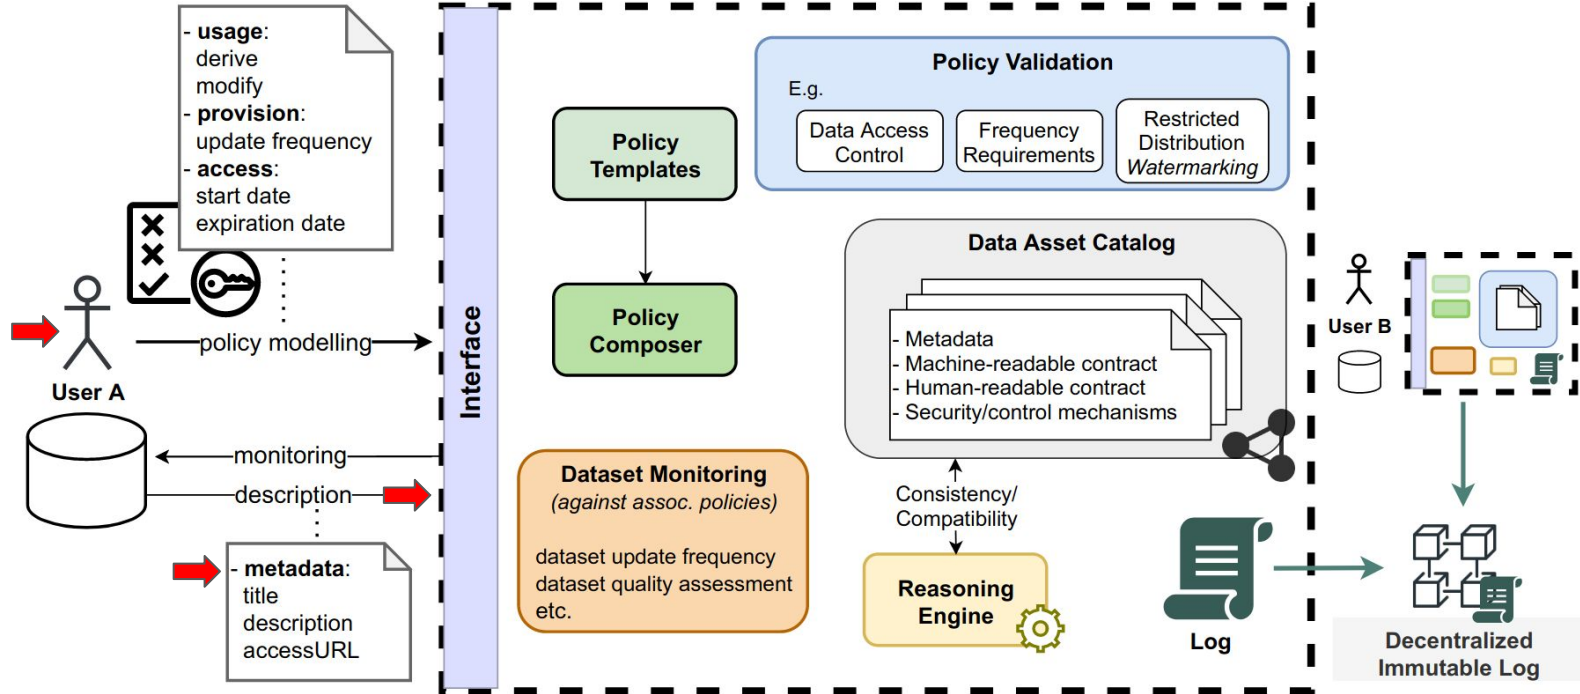 - usage:
derive
modify
- provision:
update frequency
- access:
start date
expiration date
policy modelling
User A
monitoring
description
- metadata:
title
description
accessURL
Interface
Policy
Templates
Policy
Composer
Dataset Monitoring
(against assoc. policies)
dataset update frequency
dataset quality assessment
etc.
Policy Validation
E.g.
Data Access
Control
Frequency
Requirements
Restricted
Distribution
Watermarking
Data Asset Catalog
- Metadata
- Machine-readable contract
- Human-readable contract
- Security/control mechanisms
Consistency/
Compatibility
Reasoning
Engine
Log
User B
Decentralized
Immutable Log